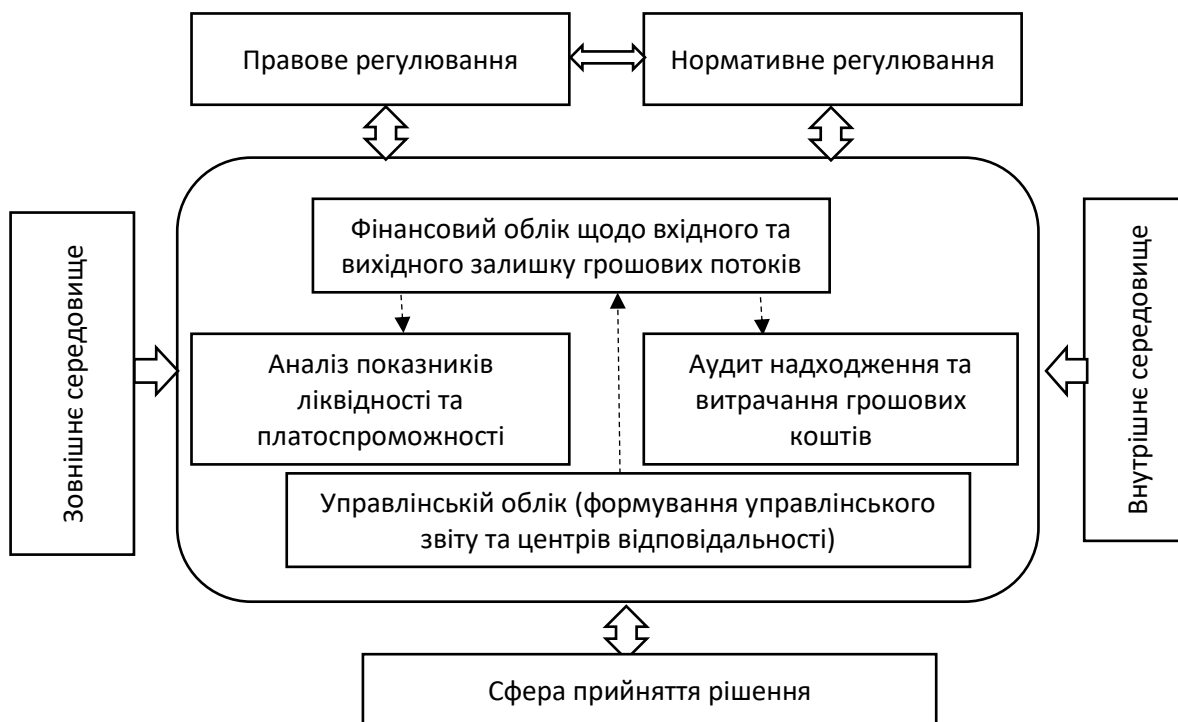 Правове регулювання
Нормативне регулювання
Зовнішнє середовище
Фінансовий облік щодо вхідного та
вихідного залишку грошових потоків
Аналіз показників
ліквідності та
платоспроможності
Аудит надходження та
витрачання грошових
коштів
Управлінській облік (формування управлінського
звіту та центрів відповідальності)
Внутрішнє середовище
Сфера прийняття рішення